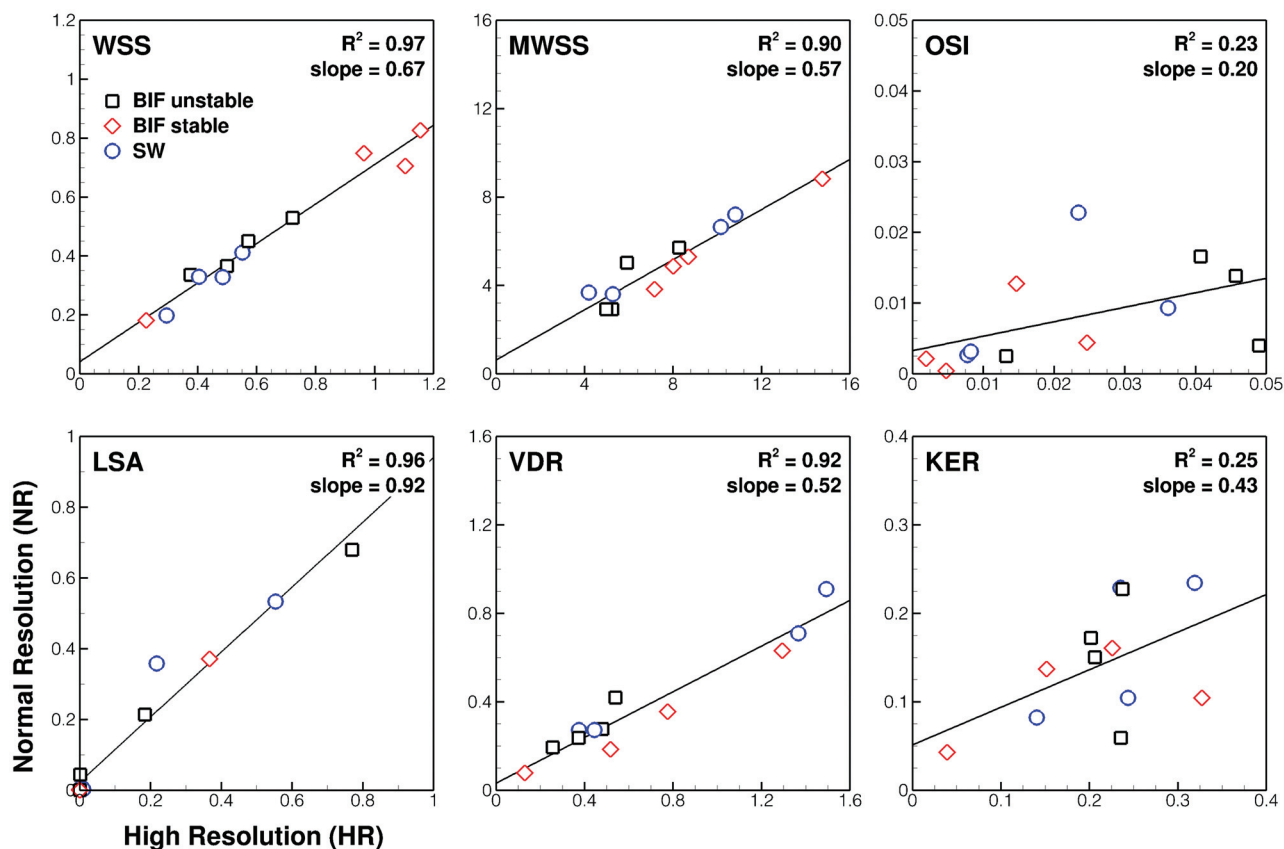 WSS
R² = 0.97
slope = 0.67
BIF unstable
BIF stable
SW
1.2
1
0.8
0.6
0.4
0.2
0
0 0.2 0.4 0.6 0.8 1 1.2
MWSS
R² = 0.90
slope = 0.57
16
12
8
4
0
0 4 8 12 16
OSI
R² = 0.23
slope = 0.20
0.05
0.04
0.03
0.02
0.01
0
0 0.01 0.02 0.03 0.04 0.05
LSA
R² = 0.96
slope = 0.92
1
0.8
0.6
0.4
0.2
0
0 0.2 0.4 0.6 0.8 1
VDR
R² = 0.92
slope = 0.52
1.6
1.2
0.8
0.4
0
0 0.4 0.8 1.2 1.6
KER
R² = 0.25
slope = 0.43
0.4
0.3
0.2
0.1
0
0 0.1 0.2 0.3 0.4
Normal Resolution (NR)
High Resolution (HR)